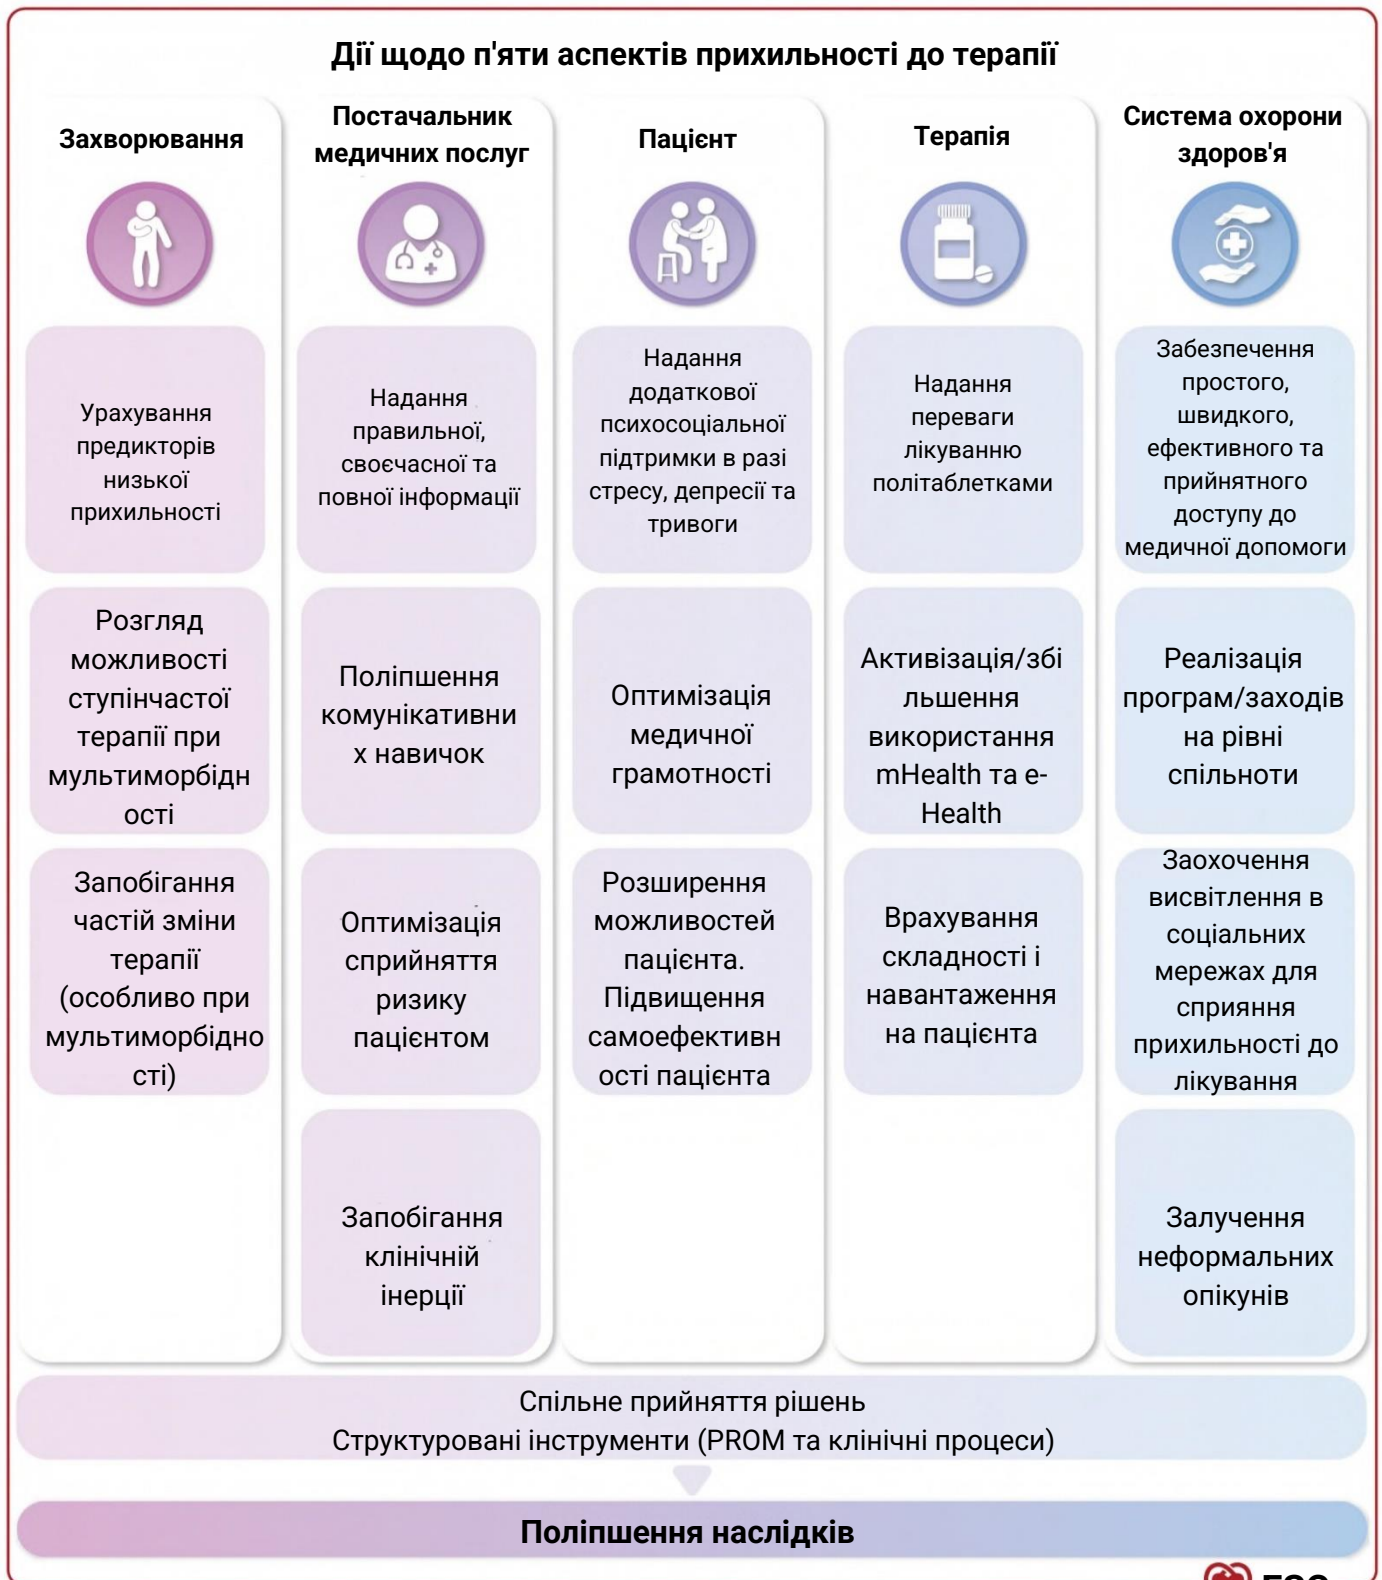 Дії щодо п'яти аспектів прихильності до терапії
Захворювання
Постачальник
медичних послуг
Пацієнт
Терапія
Система охорони
здоров'я
Урахування
предикторів
низької
прихильності
Надання
правильної,
своєчасної та
повної інформації
Надання
додаткової
психосоціальної
підтримки в разі
стресу, депресії та
тривоги
Надання
переваги
лікуванню
політаблетками
Забезпечення
простого,
швидкого,
ефективного та
прийнятного
доступу до
медичної допомоги
Розгляд
можливості
ступінчастої
терапії при
мультиморбідн
ості
Поліпшення
комунікативни
х навичок
Оптимізація
медичної
грамотності
Активізація/збі
льшення
використання
mHealth та e-
Health
Реалізація
програм/заходів
на рівні
спільноти
Запобігання
частій зміни
терапії
(особливо при
мультиморбідно
сті)
Оптимізація
сприйняття
ризику
пацієнтом
Розширення
можливостей
пацієнта.
Підвищення
самоефективн
ості пацієнта
Врахування
складності і
навантаження
на пацієнта
Заохочення
висвітлення в
соціальних
мережах для
сприяння
прихильності до
лікування
Запобігання
клінічній
інерції
Залучення
неформальних
опікунів
Спільне прийняття рішень
Структуровані інструменти (PROM та клінічні процеси)
Поліпшення наслідків